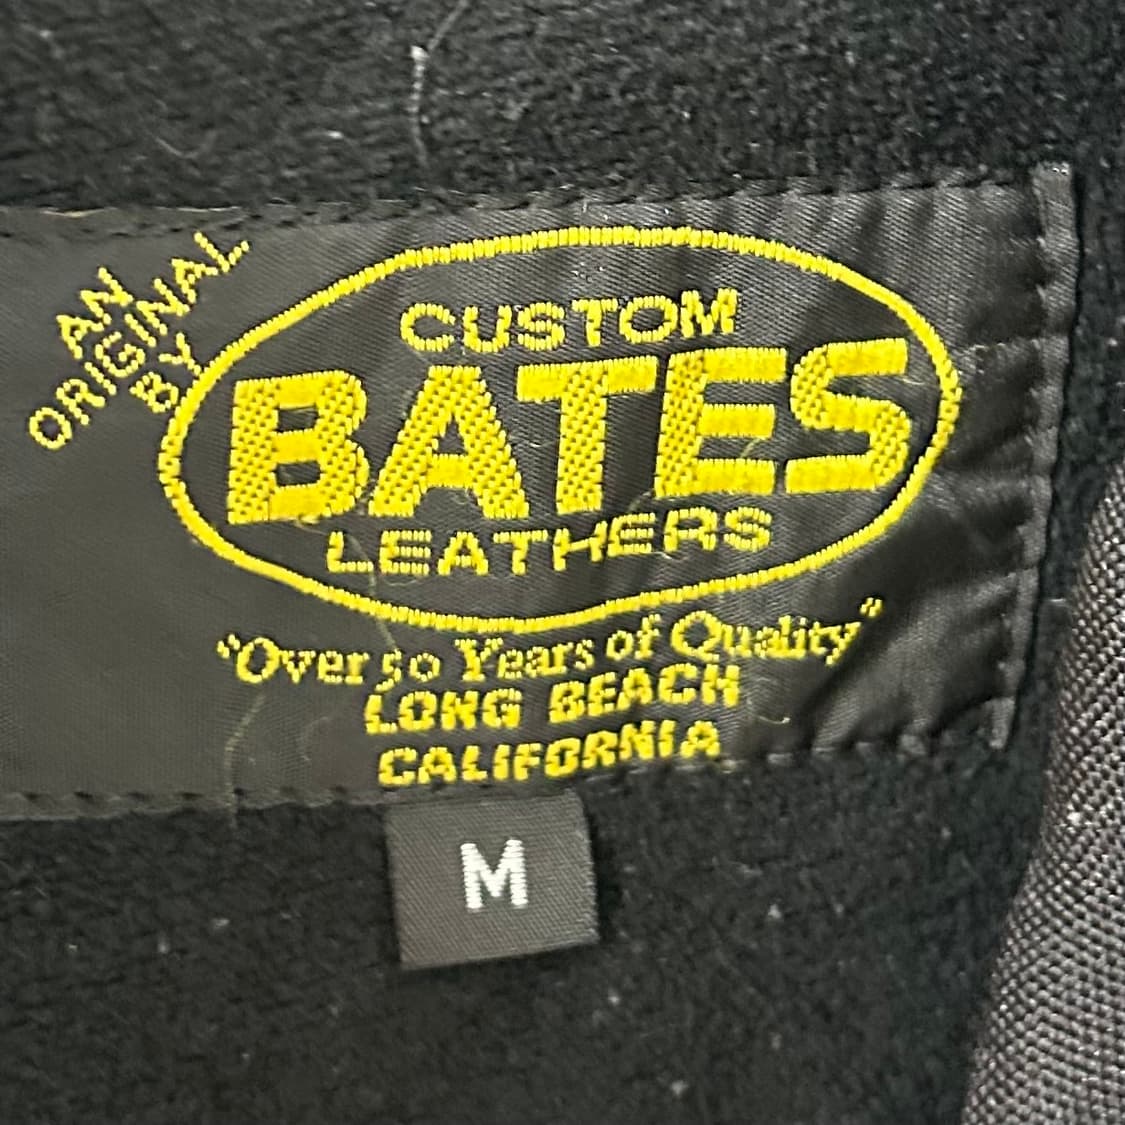 AN
ORIGINAL
BY
CUSTOM
BATES
LEATHERS
"Over 50 Years of Quality"
LONG BEACH
CALIFORNIA
M